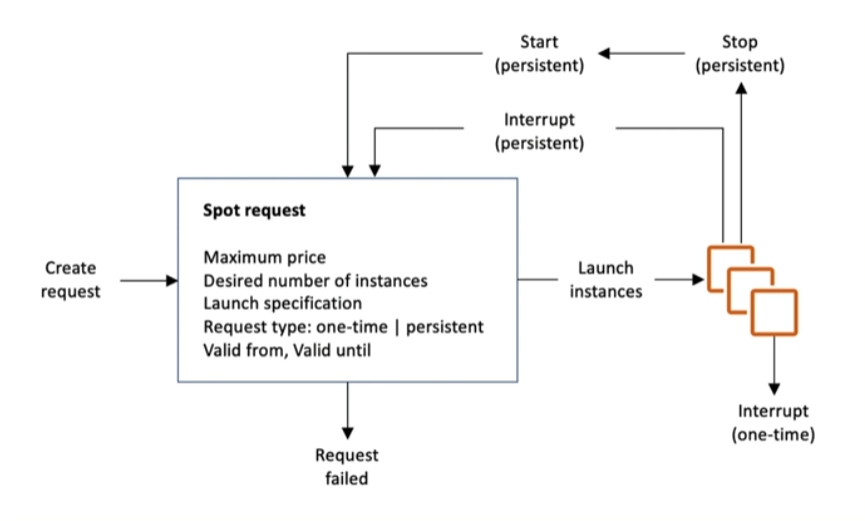 Start
(persistent)
Stop
(persistent)
Interrupt
(persistent)
Spot request
Maximum price
Desired number of instances
Launch specification
Request type: one-time | persistent
Valid from, Valid until
Create
request
Launch
instances
Interrupt
(one-time)
Request
failed